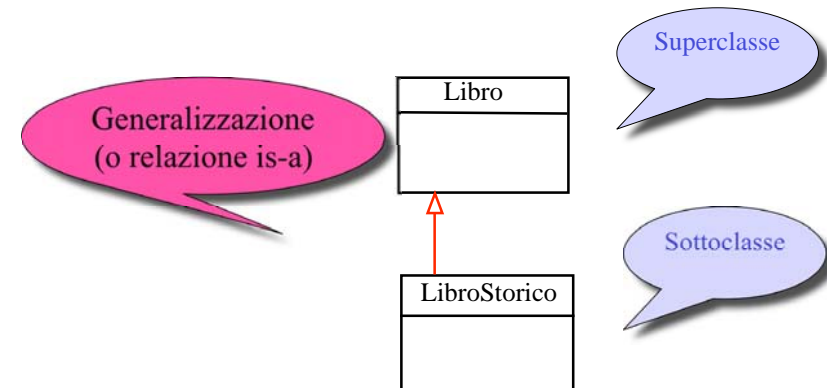 Superclasse
Libro
Generalizzazione
(o relazione is-a)
Sottoclasse
LibroStorico